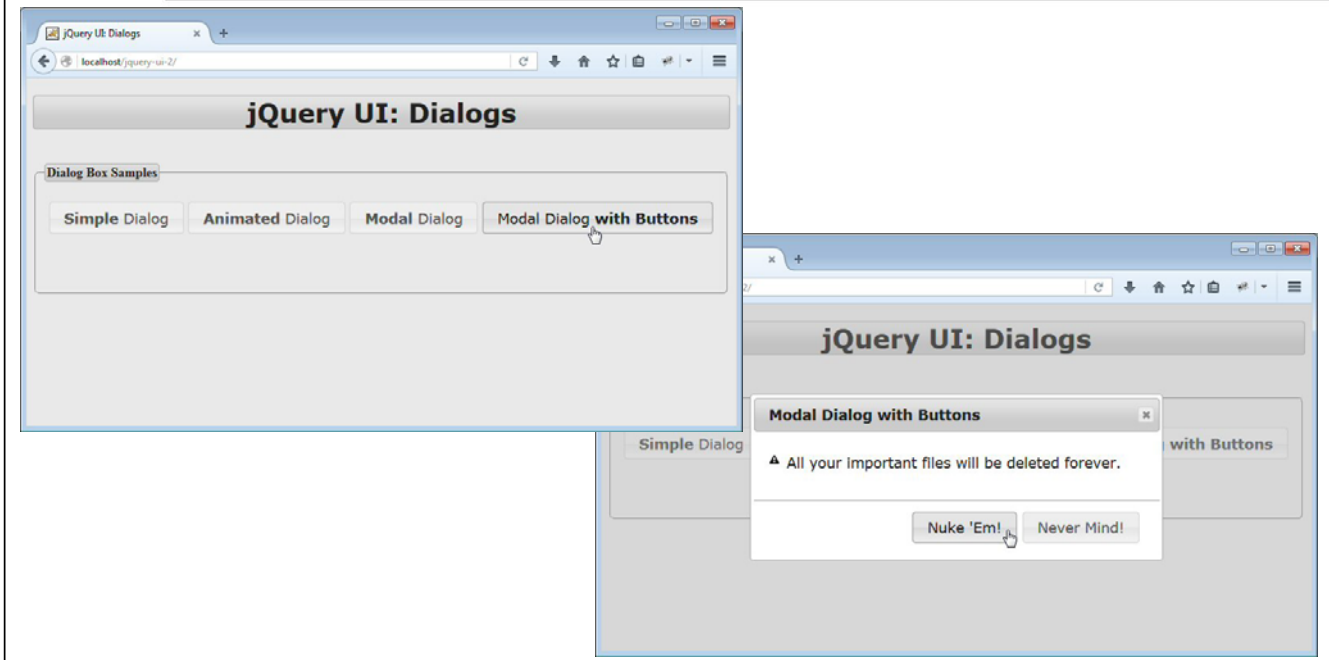 jQuery UI: Dialogs
localhost/jquery-ui-2/
jQuery UI: Dialogs
Dialog Box Samples
Simple Dialog
Animated Dialog
Modal Dialog
Modal Dialog with Buttons
2/
jQuery UI: Dialogs
Simple Dialog
with Buttons
Modal Dialog with Buttons
All your important files will be deleted forever.
Nuke 'Em!
Never Mind!